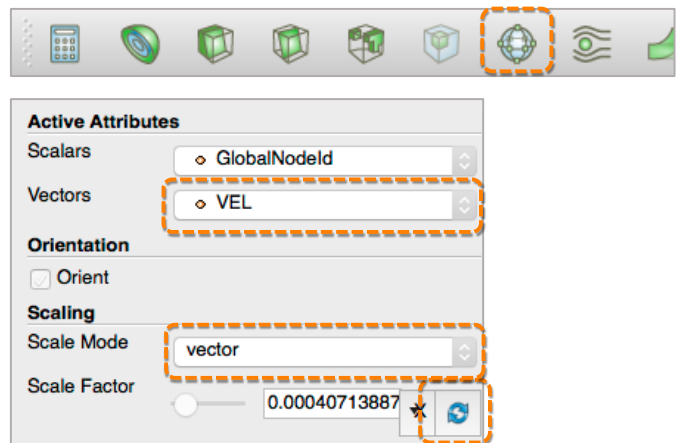 Active Attributes
Scalars
GlobalNodeId
Vectors
VEL
Orientation
Orient
Scaling
Scale Mode
vector
Scale Factor
0.00040713887